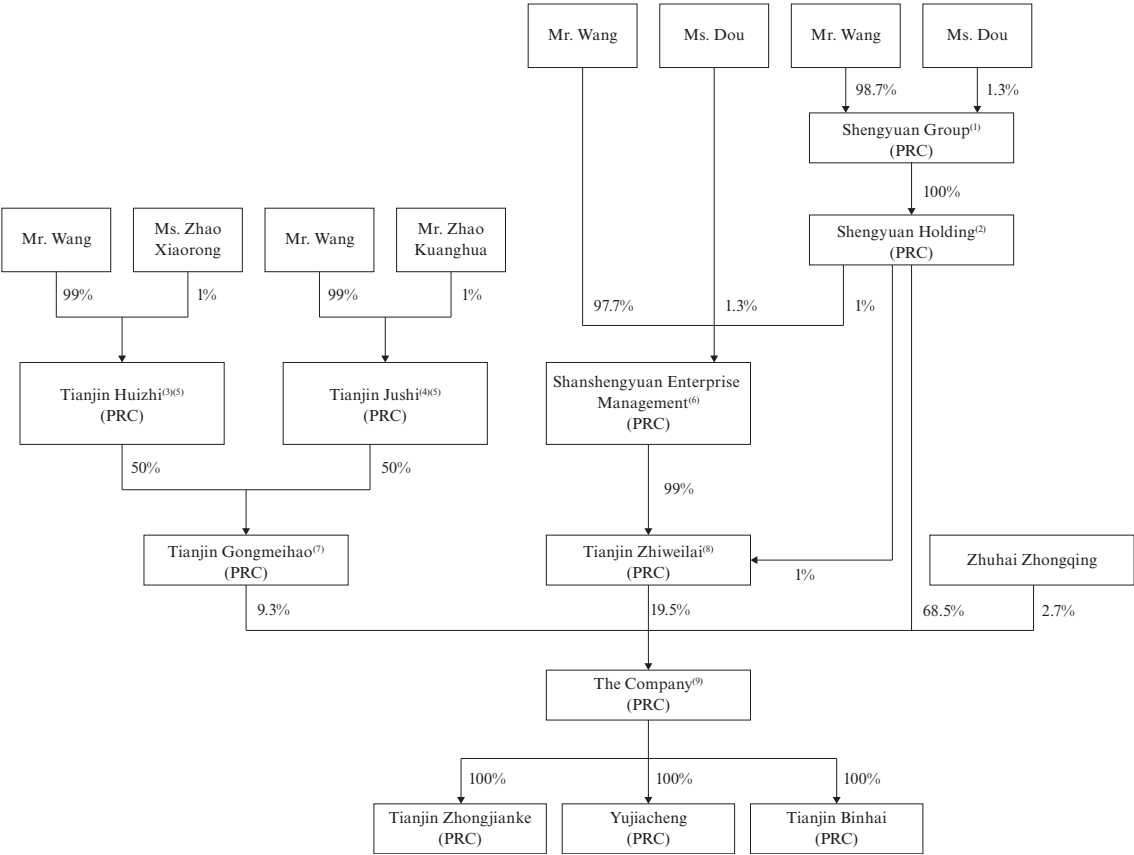 Mr. Wang
Ms. Dou
Mr. Wang
Ms. Dou
98.7%
1.3%
Shengyuan Group(1)
(PRC)
100%
Mr. Wang
Ms. Zhao
Xiaorong
Mr. Wang
Mr. Zhao
Kuanghua
Shengyuan Holding(2)
(PRC)
99%
1%
99%
1%
97.7%
1.3%
1%
Tianjin Huizhi(3)(5)
(PRC)
Tianjin Jushi(4)(5)
(PRC)
Shanshengyuan Enterprise
Management(6)
(PRC)
50%
50%
99%
Tianjin Gongmeihao(7)
(PRC)
Tianjin Zhiweilai(8)
(PRC)
1%
Zhuhai Zhongqing
9.3%
19.5%
68.5%
2.7%
The Company(9)
(PRC)
100%
100%
100%
Tianjin Zhongjianke
(PRC)
Yujiacheng
(PRC)
Tianjin Binhai
(PRC)